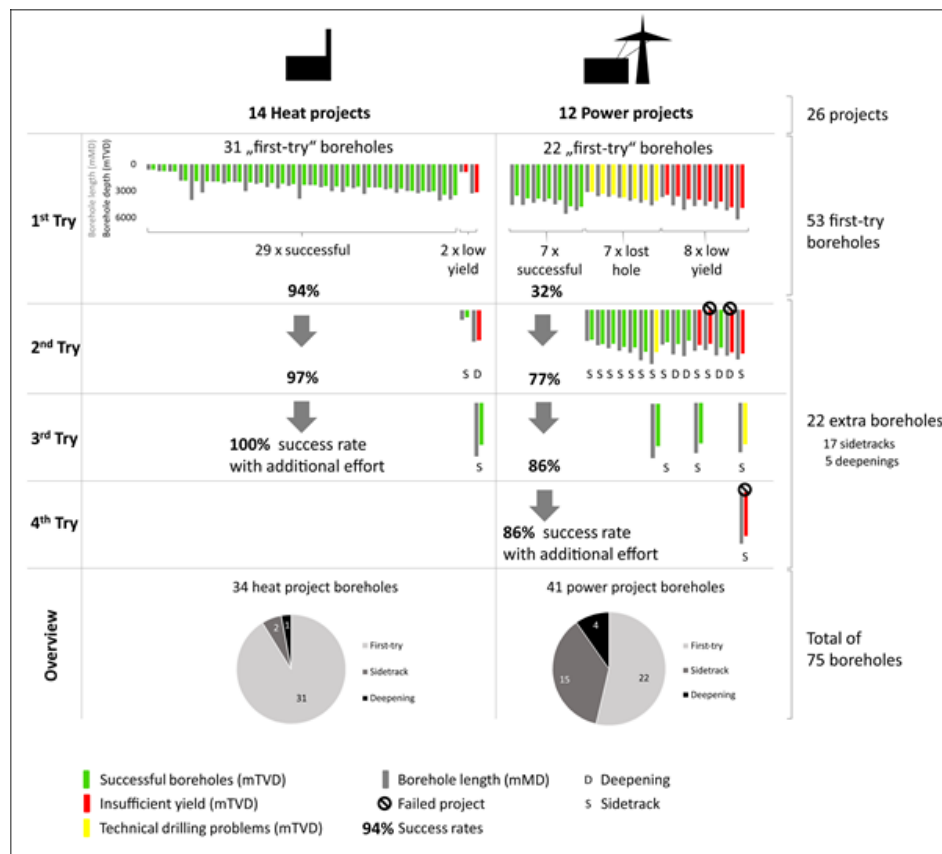 14 Heat projects
12 Power projects
26 projects
1st Try
Borehole length (mMD)
Borehole depth (mTVD)
31 „first-try“ boreholes
0
3000
6000
29 x successful
2 x low
yield
94%
22 „first-try“ boreholes
7 x
successful
7 x lost
hole
8 x low
yield
32%
53 first-try
boreholes
2nd Try
S D
97%
77%
S S S S S S S S D D S S D D S
3rd Try
100% success rate
with additional effort
S
86%
S S S
22 extra boreholes
17 sidetracks
5 deepenings
4th Try
86% success rate
with additional effort
S
Overview
34 heat project boreholes
2
1
31
First-try
Sidetrack
Deepening
41 power project boreholes
4
15
22
First-try
Sidetrack
Deepening
Total of
75 boreholes
Successful boreholes (mTVD)
Insufficient yield (mTVD)
Technical drilling problems (mTVD)
Borehole length (mMD)
Failed project
94% Success rates
D Deepening
S Sidetrack